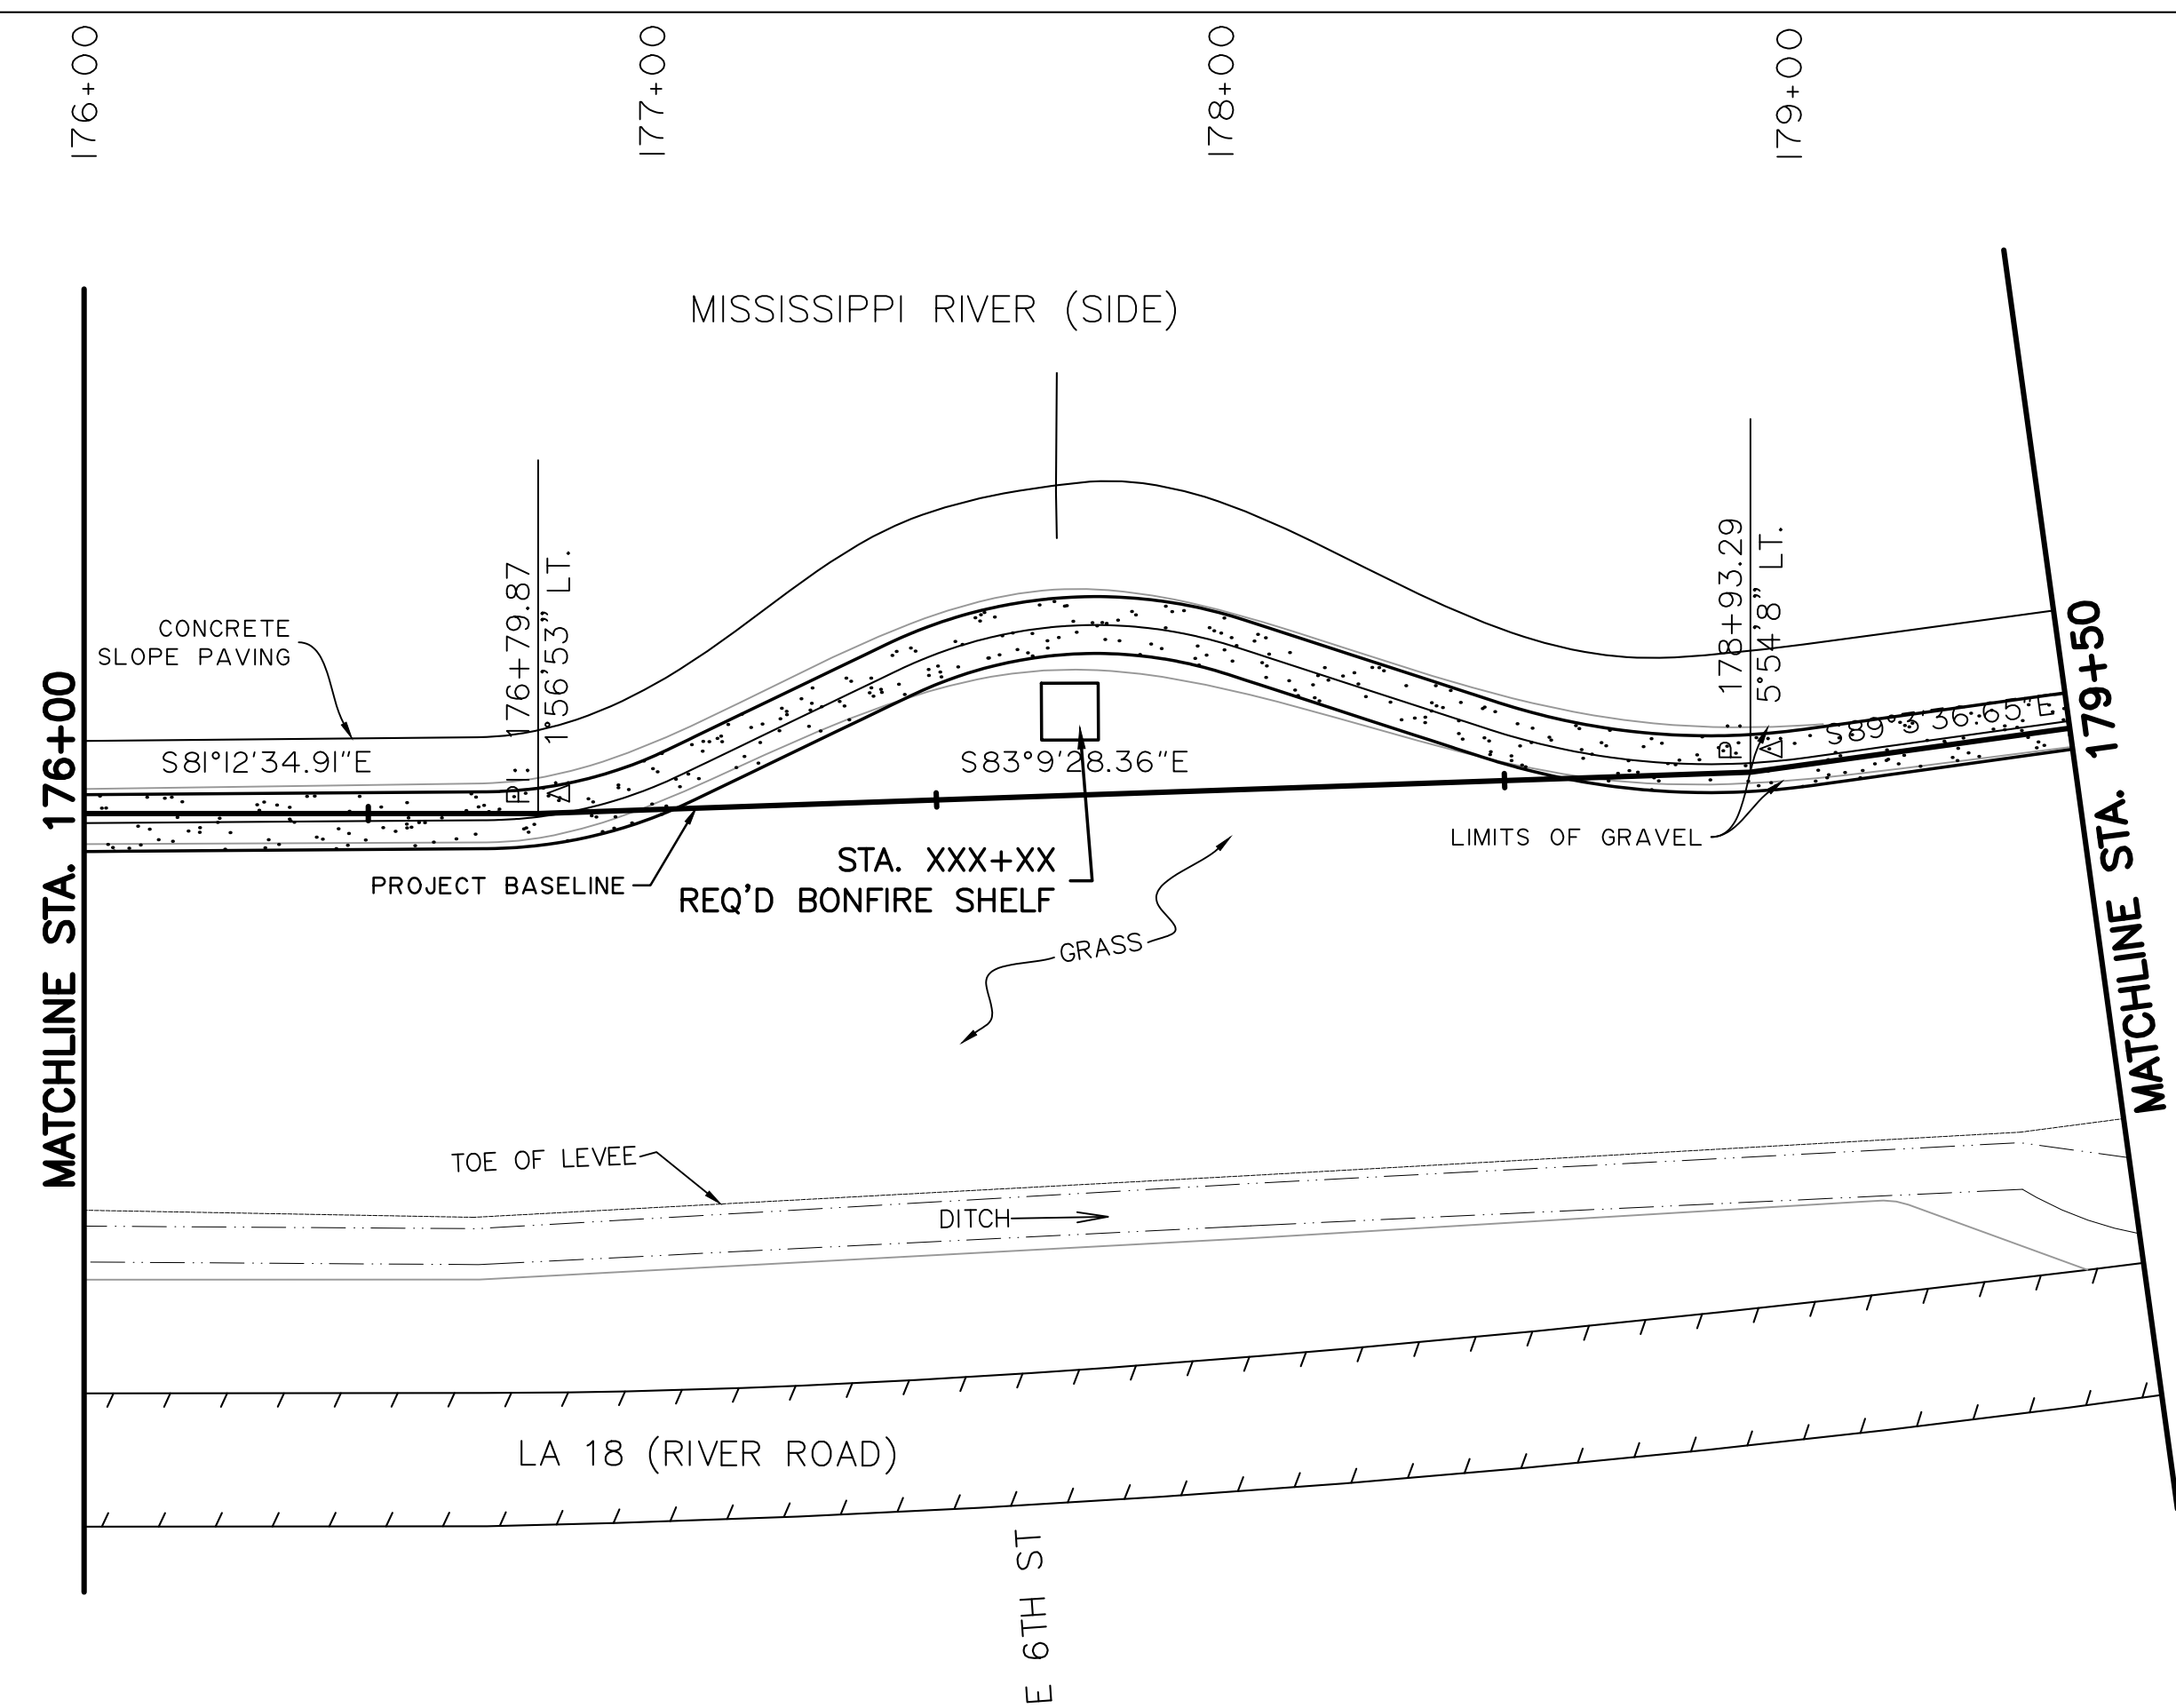 176+00
177+00
178+00
179+00
MISSISSIPPI RIVER (SIDE)
CONCRETE
SLOPE PAVING
S81°12'34.91"E
P.I. 176+79.87
Δ 1°56'53" LT.
S83°9'28.36"E
P.I. 178+93.29
Δ 5°54'8" LT.
S89°3'36.65"E
MATCHLINE STA. 176+00
MATCHLINE STA. 179+50
LIMITS OF GRAVEL
PROJECT BASELINE
STA. XXX+XX
REQ'D BONFIRE SHELF
GRASS
TOE OF LEVEE
DITCH
LA 18 (RIVER ROAD)
E 6TH ST